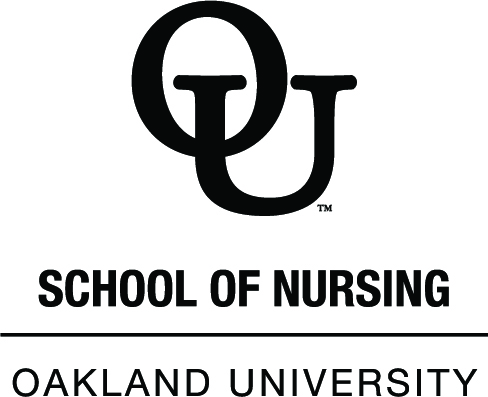 OU
TM
SCHOOL OF NURSING
OAKLAND UNIVERSITY